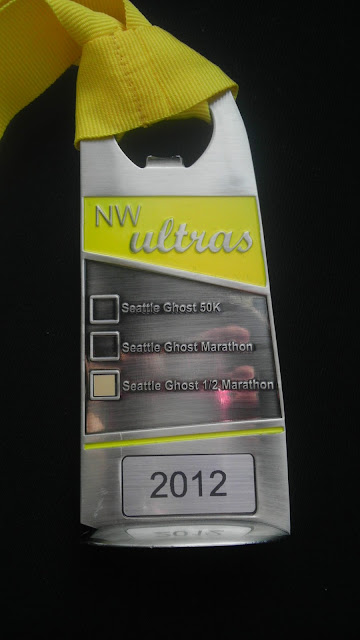 NW
ultras
Seattle Ghost 50K
Seattle Ghost Marathon
Seattle Ghost 1/2 Marathon
2012